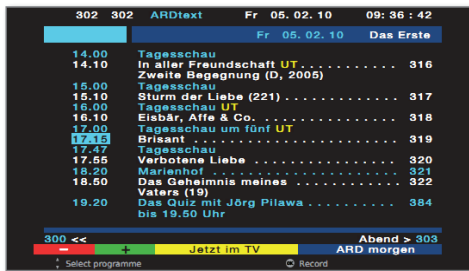 302 302 ARDtext Fr 05. 02. 10 09: 36 : 42
Fr 05. 02. 10 Das Erste
14.00 Tagesschau
14.10 In aller Freundschaft UT . . . . . . . . . . . 316
Zweite Begegnung (D, 2005)
15.00 Tagesschau
15.10 Sturm der Liebe (221) . . . . . . . . . . . . . 317
16.00 Tagesschau UT
16.10 Eisbär, Affe & Co. . . . . . . . . . . . . . . . 318
17.00 Tagesschau um fünf UT
17.15 Brisant . . . . . . . . . . . . . . . . . . . . . . . 319
17.47 Tagesschau
17.55 Verbotene Liebe . . . . . . . . . . . . . . . . 320
18.20 Marienhof . . . . . . . . . . . . . . . . . . . . 321
18.50 Das Geheimnis meines . . . . . . . . . . . 322
Vaters (19)
19.20 Das Quiz mit Jörg Pilawa . . . . . . . . . . 384
bis 19.50 Uhr
300 << Abend > 303
− + Jetzt im TV ARD morgen
Select programme Record